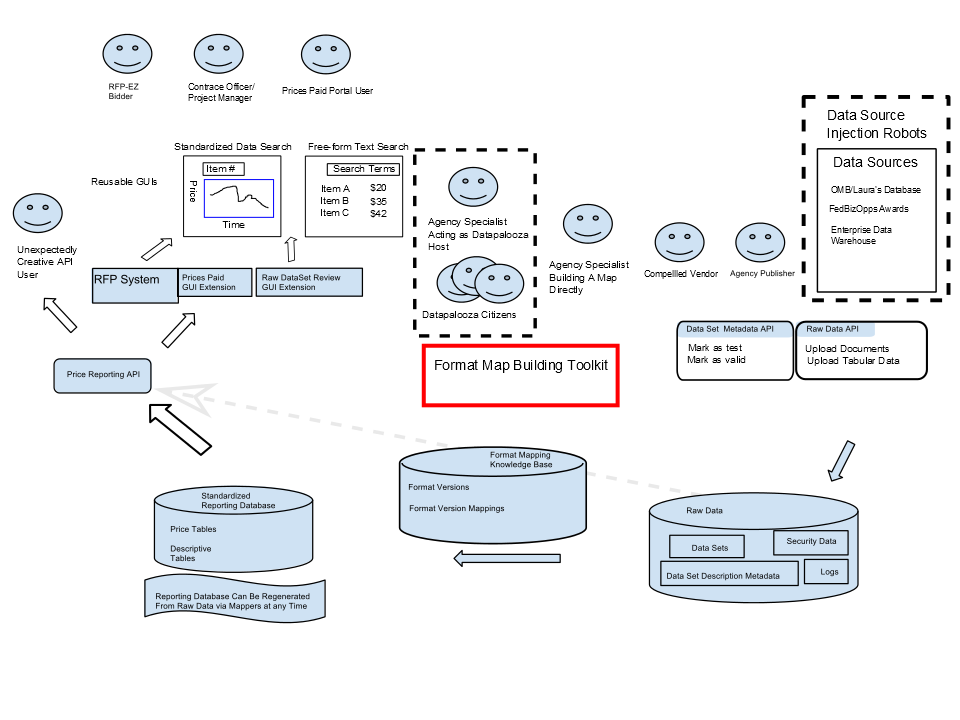 RFP-EZ
Bidder
Contrace Officer/
Project Manager
Prices Paid Portal User
Data Source
Injection Robots
Data Sources
OMB/Laura's Database
FedBizOpps Awards
Enterprise Data
Warehouse
Standardized Data Search
Item #
Price
Time
Free-form Text Search
Search Terms
Item A $20
Item B $35
Item C $42
Reusable GUIs
Unexpectedly
Creative API
User
Agency Specialist
Acting as Datapalooza
Host
Datapalooza Citizens
Agency Specialist
Building A Map
Directly
Compellled Vendor
Agency Publisher
RFP System
Prices Paid
GUI Extension
Raw DataSet Review
GUI Extension
Data Set Metadata API
Mark as test
Mark as valid
Raw Data API
Upload Documents
Upload Tabular Data
Format Map Building Toolkit
Price Reporting API
Format Mapping
Knowledge Base
Format Versions
Format Version Mappings
Standardized
Reporting Database
Price Tables
Descriptive
Tables
Reporting Database Can Be Regenerated
From Raw Data via Mappers at any Time
Raw Data
Data Sets
Security Data
Data Set Description Metadata
Logs